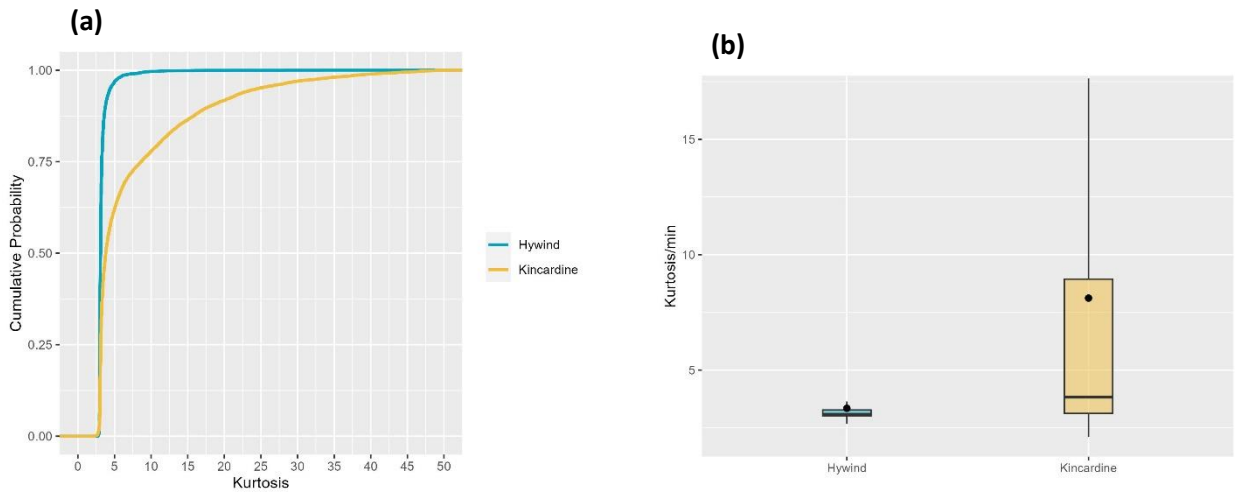 (a)
Cumulative Probability
1.00
0.75
0.50
0.25
0.00
0 5 10 15 20 25 30 35 40 45 50
Kurtosis
Hywind
Kincardine
(b)
Kurtosis/min
15
10
5
Hywind Kincardine